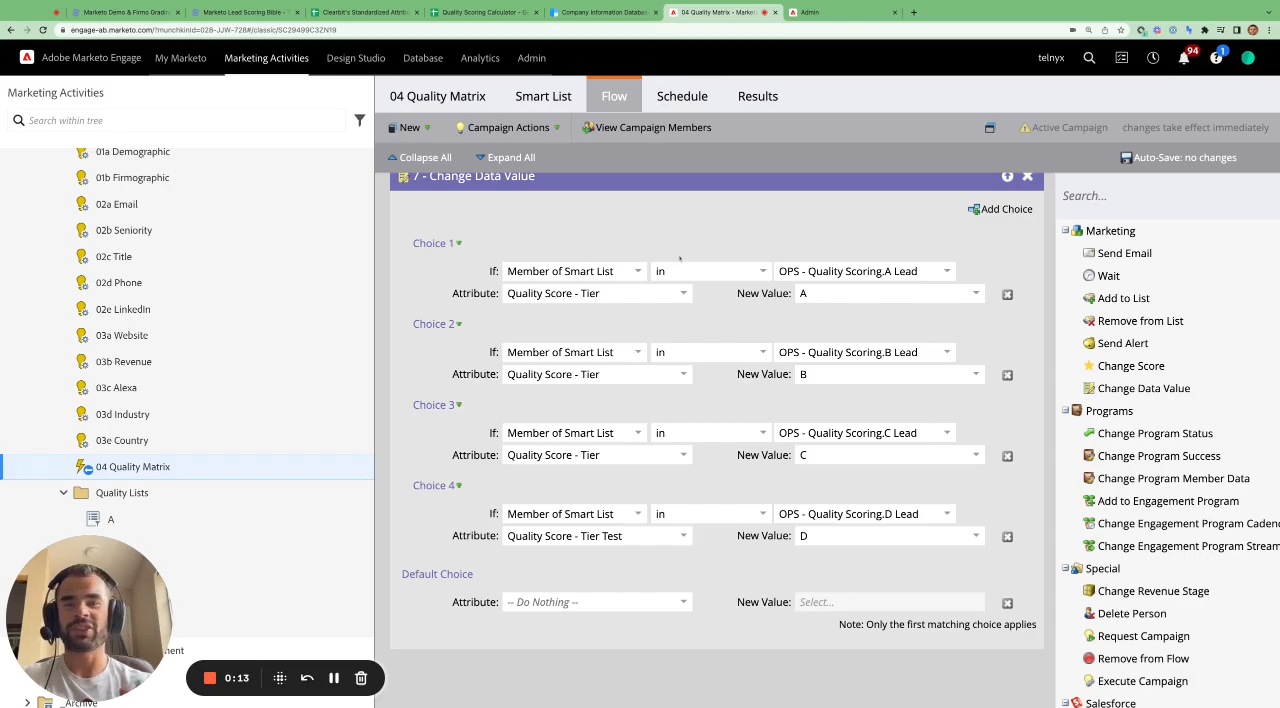 Marketo Demo & Firmo Gradin
Marketo Lead Scoring Bible - T
Clearbit's Standardized Attribu
Quality Scoring Calculator - Go
Company Information Databas
04 Quality Matrix - Market
Admin
engage-ab.marketo.com/?munchkinId=028-JJW-728#/classic/SC29499C3ZN19
Adobe Marketo Engage
My Marketo
Marketing Activities
Design Studio
Database
Analytics
Admin
telnyx
94
1
Marketing Activities
Search within tree
01a Demographic
01b Firmographic
02a Email
02b Seniority
02c Title
02d Phone
02e LinkedIn
03a Website
03b Revenue
03c Alexa
03d Industry
03e Country
04 Quality Matrix
Quality Lists
A
ment
_Archive
0:13
04 Quality Matrix
Smart List
Flow
Schedule
Results
New
Campaign Actions
View Campaign Members
Active Campaign
changes take effect immediately
Collapse All
Expand All
Auto-Save: no changes
7 - Change Data Value
Add Choice
Choice 1
If: Member of Smart List in OPS - Quality Scoring.A Lead
Attribute: Quality Score - Tier New Value: A
Choice 2
If: Member of Smart List in OPS - Quality Scoring.B Lead
Attribute: Quality Score - Tier New Value: B
Choice 3
If: Member of Smart List in OPS - Quality Scoring.C Lead
Attribute: Quality Score - Tier New Value: C
Choice 4
If: Member of Smart List in OPS - Quality Scoring.D Lead
Attribute: Quality Score - Tier Test New Value: D
Default Choice
Attribute: -- Do Nothing -- New Value: Select...
Note: Only the first matching choice applies
Search...
Marketing
Send Email
Wait
Add to List
Remove from List
Send Alert
Change Score
Change Data Value
Programs
Change Program Status
Change Program Success
Change Program Member Data
Add to Engagement Program
Change Engagement Program Cadenc
Change Engagement Program Stream
Special
Change Revenue Stage
Delete Person
Request Campaign
Remove from Flow
Execute Campaign
Salesforce